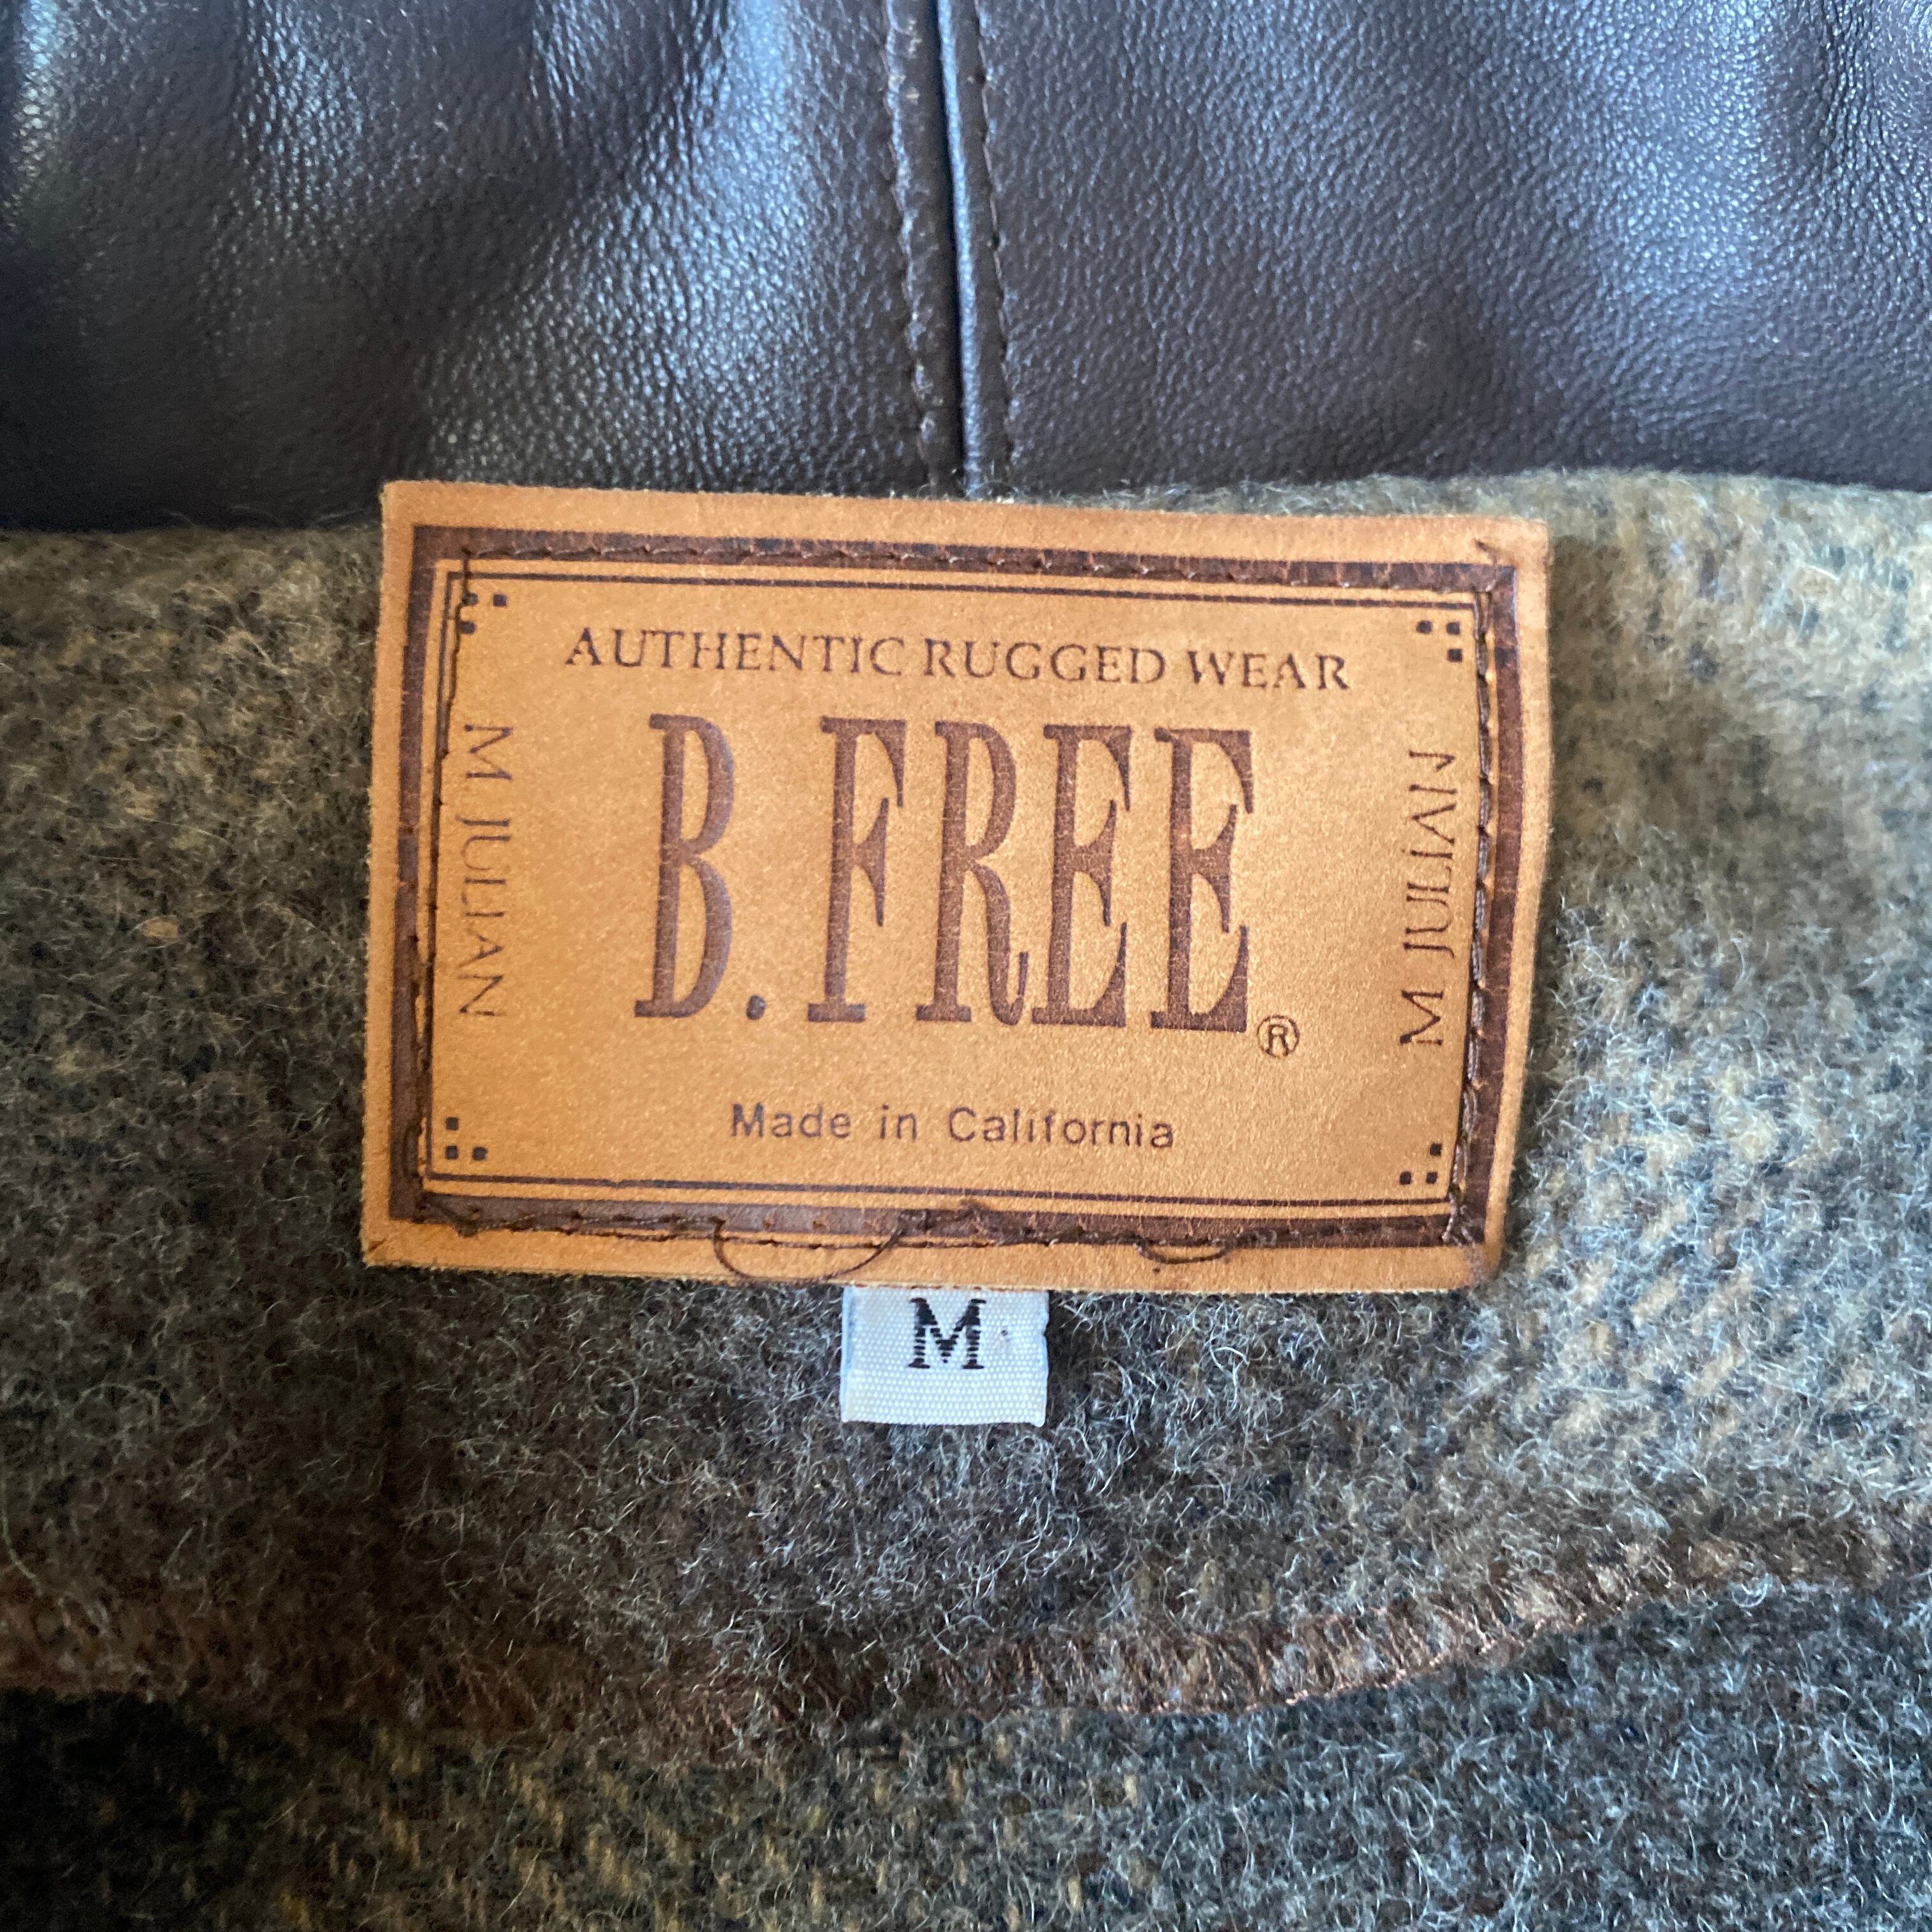 AUTHENTIC RUGGED WEAR
M JULIAN
B. FREE®
M JULIAN
Made in California
M